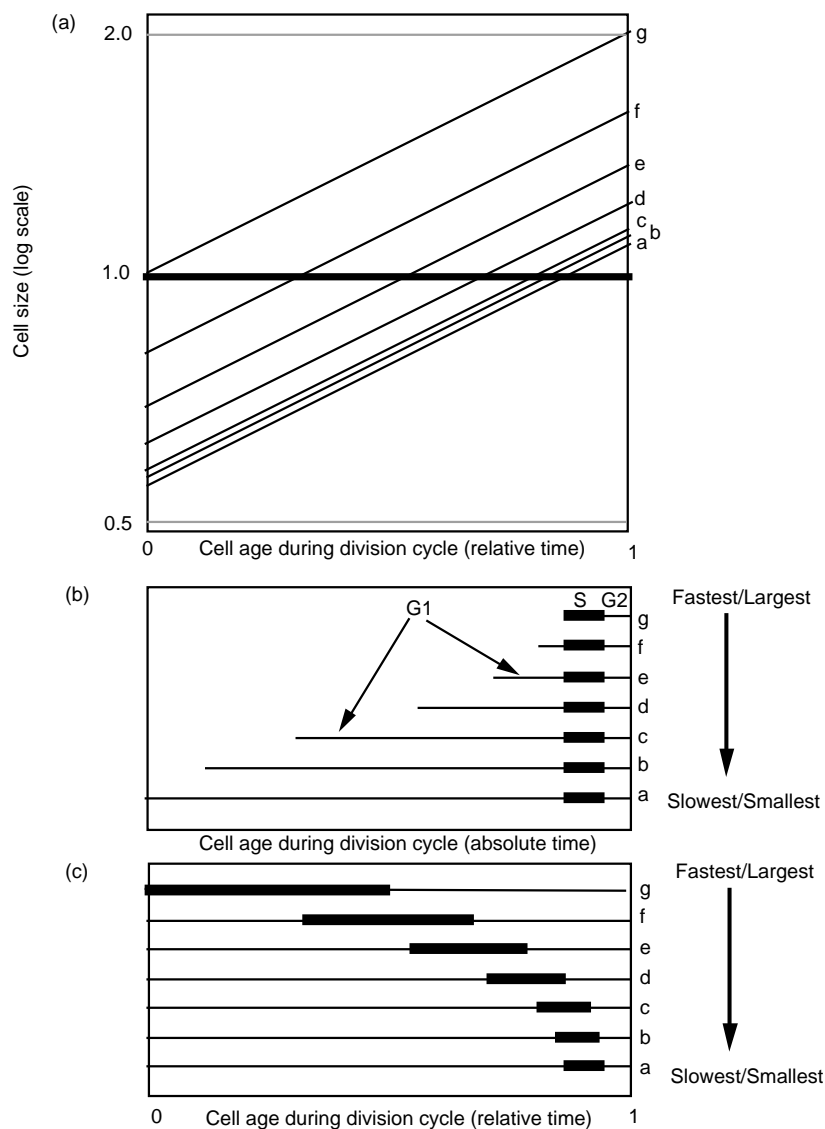 (a)
2.0
g
f
e
d
c
b
a
1.0
0.5
Cell size (log scale)
0
Cell age during division cycle (relative time)
1
(b)
G1
S
G2
g
f
e
d
c
b
a
Fastest/Largest
Slowest/Smallest
Cell age during division cycle (absolute time)
(c)
g
f
e
d
c
b
a
Fastest/Largest
Slowest/Smallest
0
1
Cell age during division cycle (relative time)